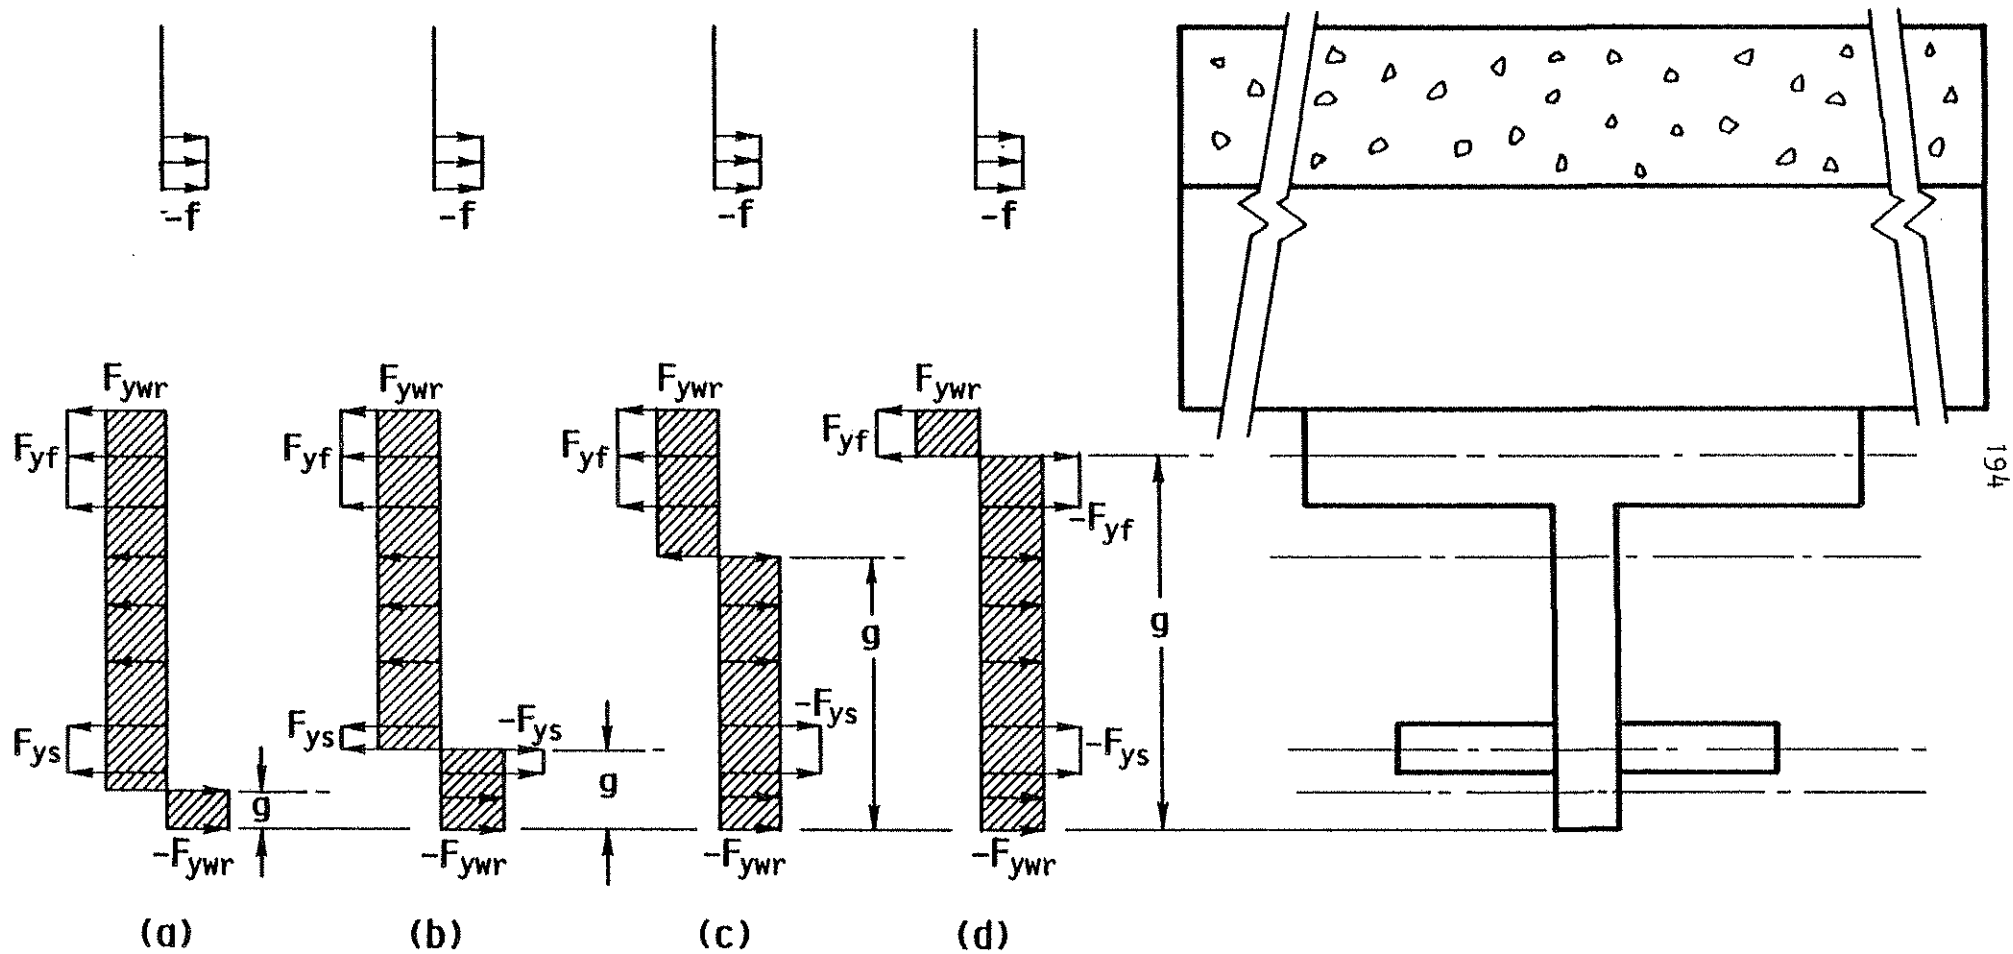 -f
-f
-f
-f
Fywr
Fywr
Fywr
Fywr
Fyf
Fyf
Fyf
Fyf
194
-Fyf
g
g
Fys
Fys
-Fys
-Fys
-Fys
g
g
-Fywr
-Fywr
-Fywr
-Fywr
(a)
(b)
(c)
(d)